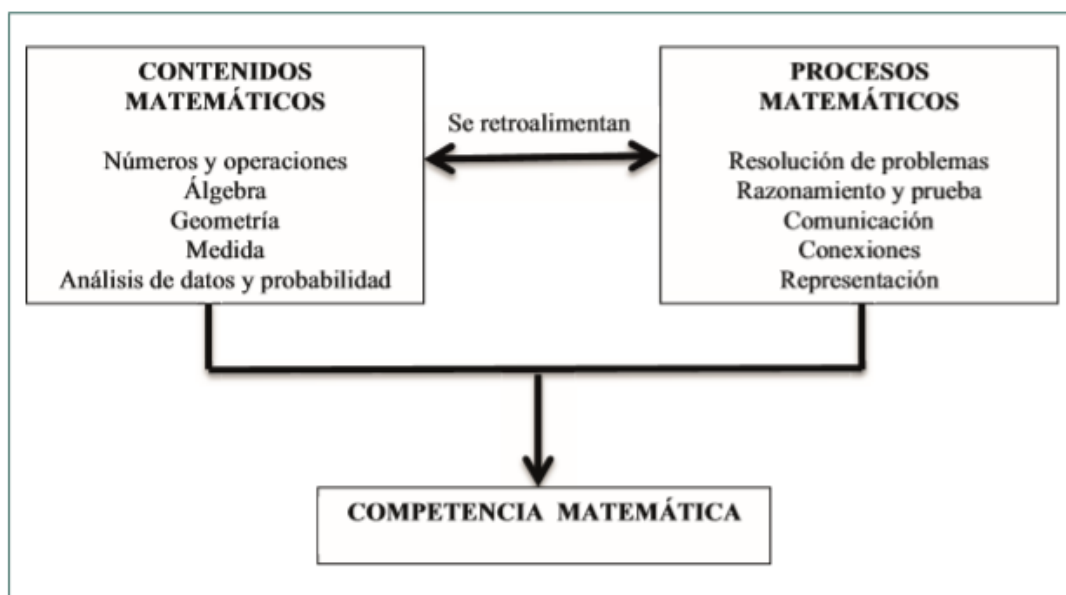 CONTENIDOS
MATEMÁTICOS
Números y operaciones
Álgebra
Geometría
Medida
Análisis de datos y probabilidad
Se retroalimentan
PROCESOS
MATEMÁTICOS
Resolución de problemas
Razonamiento y prueba
Comunicación
Conexiones
Representación
COMPETENCIA MATEMÁTICA